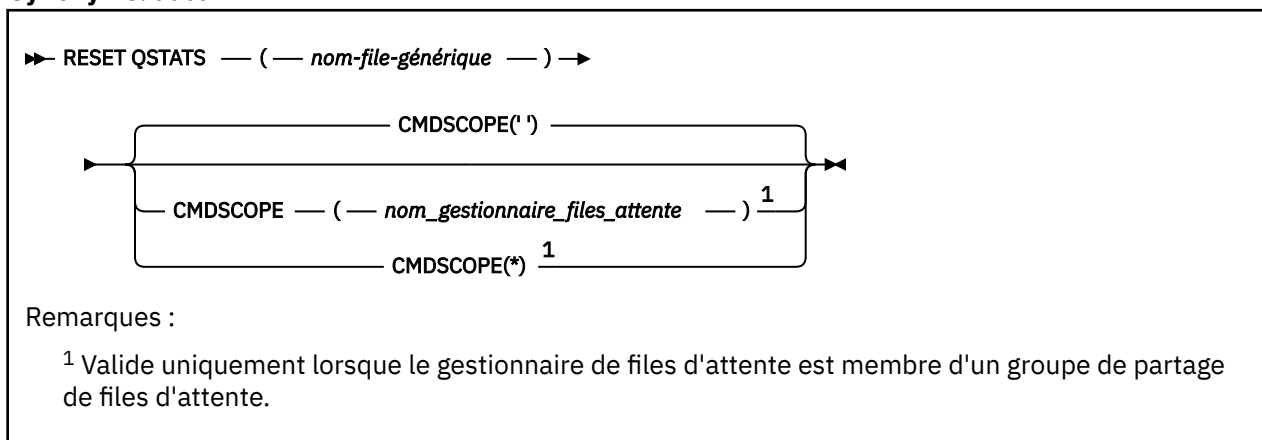 RESET QSTATS ( nom-file-générique )
CMDSCOPE(' ')
CMDSCOPE ( nom_gestionnaire_files_attente ) 1
CMDSCOPE(*) 1
Remarques :
1 Valide uniquement lorsque le gestionnaire de files d'attente est membre d'un groupe de partage
de files d'attente.